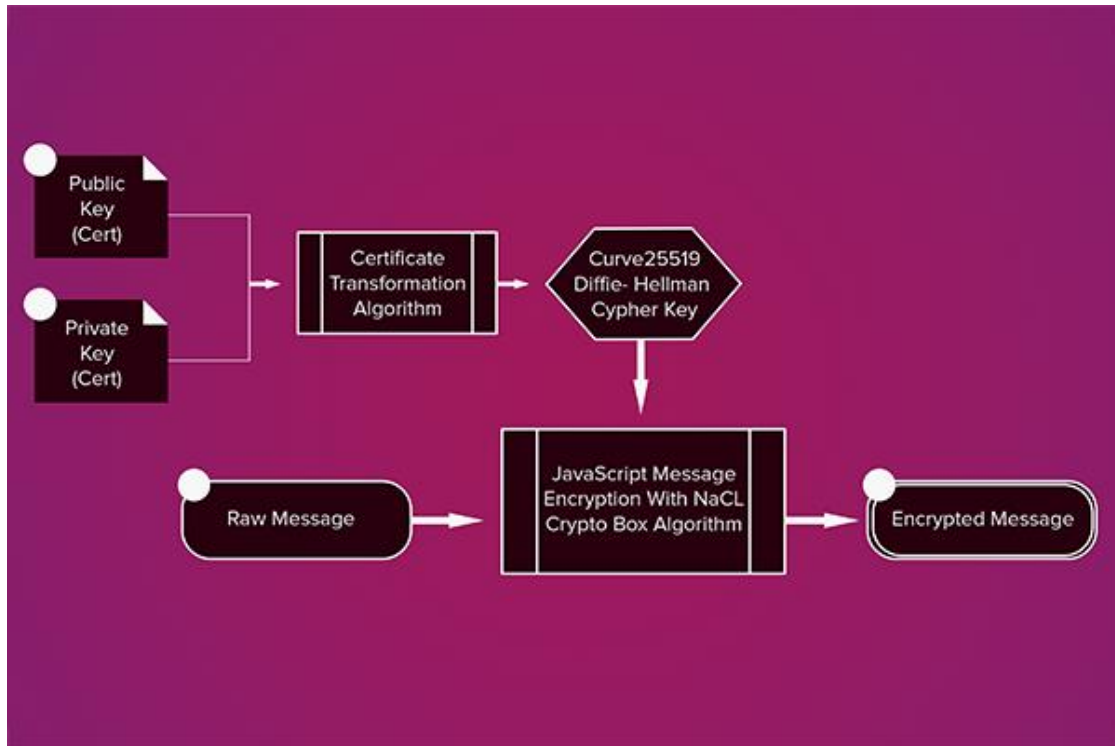 Public
Key
(Cert)
Private
Key
(Cert)
Certificate
Transformation
Algorithm
Curve25519
Diffie- Hellman
Cypher Key
Raw Message
JavaScript Message
Encryption With NaCL
Crypto Box Algorithm
Encrypted Message